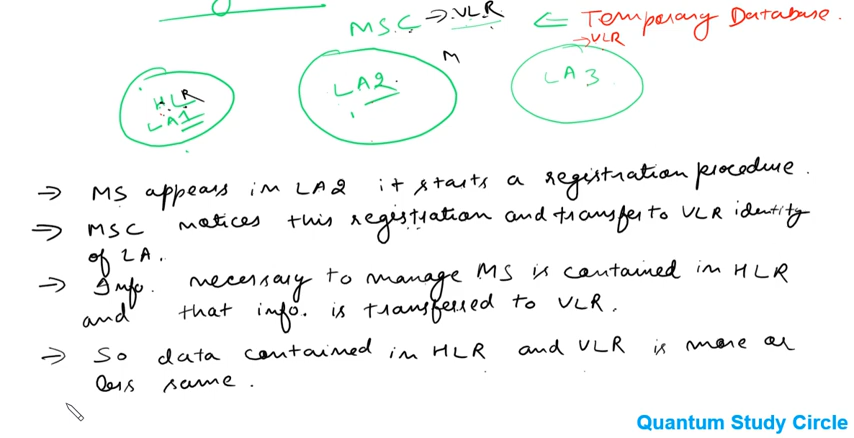 MSC → VLR ⇐ Temporary Database.
→ VLR
M
HLR
LA1
LA2
LA3
→ MS appears in LA2 it starts a registration procedure.
→ MSC notices this registration and transfer to VLR identity
of LA.
→ Info. necessary to manage MS is contained in HLR
and that info. is transferred to VLR.
→ So data contained in HLR and VLR is more or
less same.
Quantum Study Circle